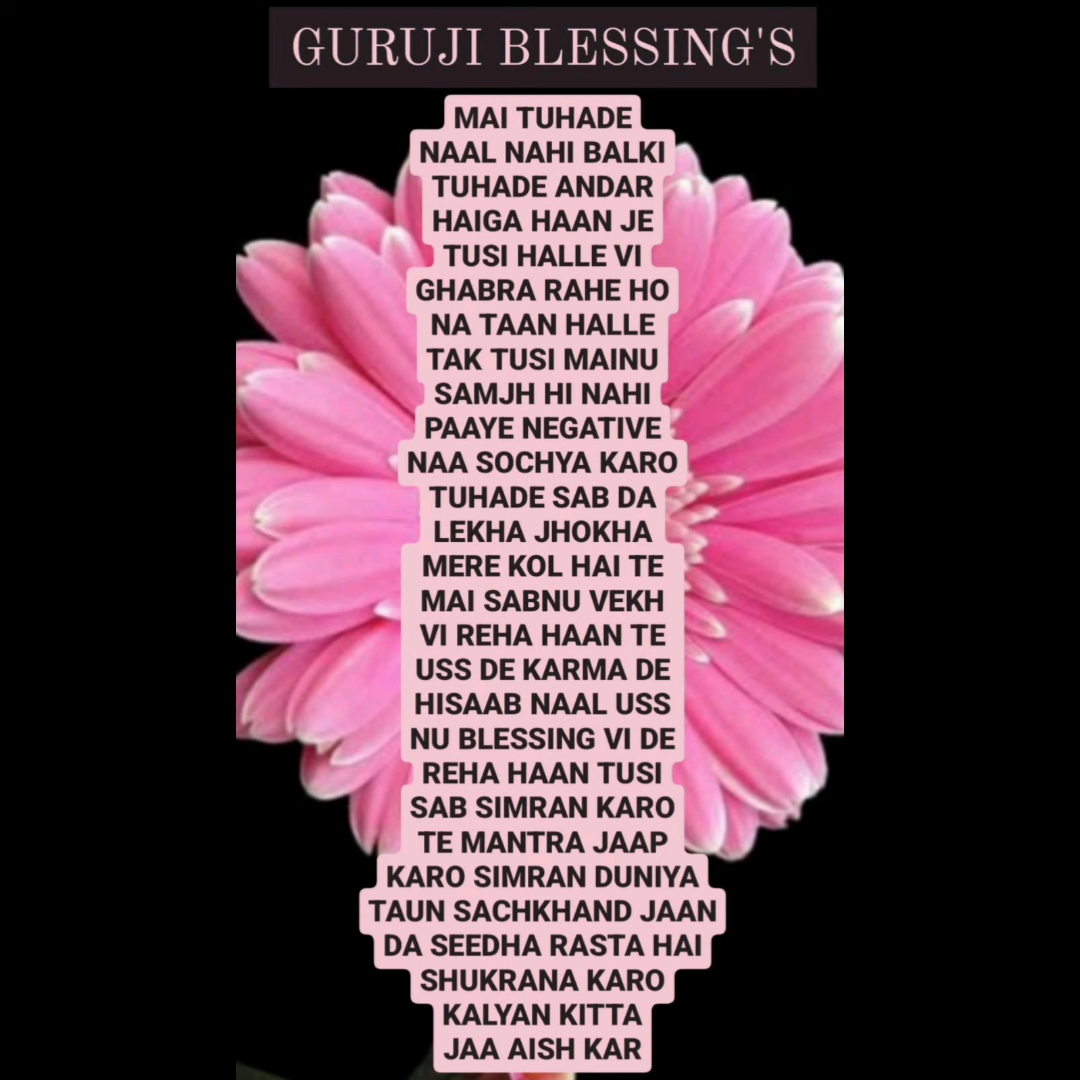 GURUJI BLESSING'S
MAI TUHADE
NAAL NAHI BALKI
TUHADE ANDAR
HAIGA HAAN JE
TUSI HALLE VI
GHABRA RAHE HO
NA TAAN HALLE
TAK TUSI MAINU
SAMJH HI NAHI
PAAYE NEGATIVE
NAA SOCHYA KARO
TUHADE SAB DA
LEKHA JHOKHA
MERE KOL HAI TE
MAI SABNU VEKH
VI REHA HAAN TE
USS DE KARMA DE
HISAAB NAAL USS
NU BLESSING VI DE
REHA HAAN TUSI
SAB SIMRAN KARO
TE MANTRA JAAP
KARO SIMRAN DUNIYA
TAUN SACHKHAND JAAN
DA SEEDHA RASTA HAI
SHUKRANA KARO
KALYAN KITTA
JAA AISH KAR